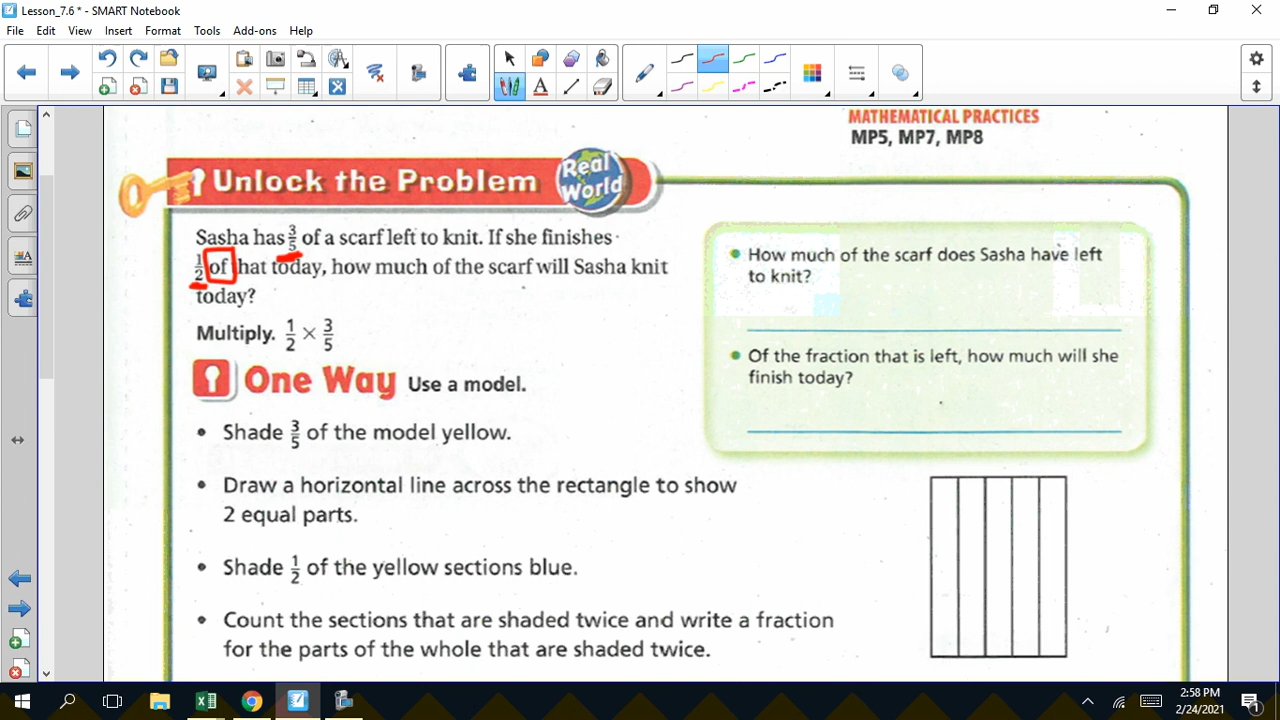 Lesson_7.6 * - SMART Notebook
File Edit View Insert Format Tools Add-ons Help
MATHEMATICAL PRACTICES
MP5, MP7, MP8
Unlock the Problem Real World
Sasha has 3/5 of a scarf left to knit. If she finishes
1/2 of that today, how much of the scarf will Sasha knit
today?
Multiply. 1/2 × 3/5
One Way Use a model.
• Shade 3/5 of the model yellow.
• Draw a horizontal line across the rectangle to show
2 equal parts.
• Shade 1/2 of the yellow sections blue.
• Count the sections that are shaded twice and write a fraction
for the parts of the whole that are shaded twice.
• How much of the scarf does Sasha have left
to knit?
• Of the fraction that is left, how much will she
finish today?
2:58 PM
2/24/2021